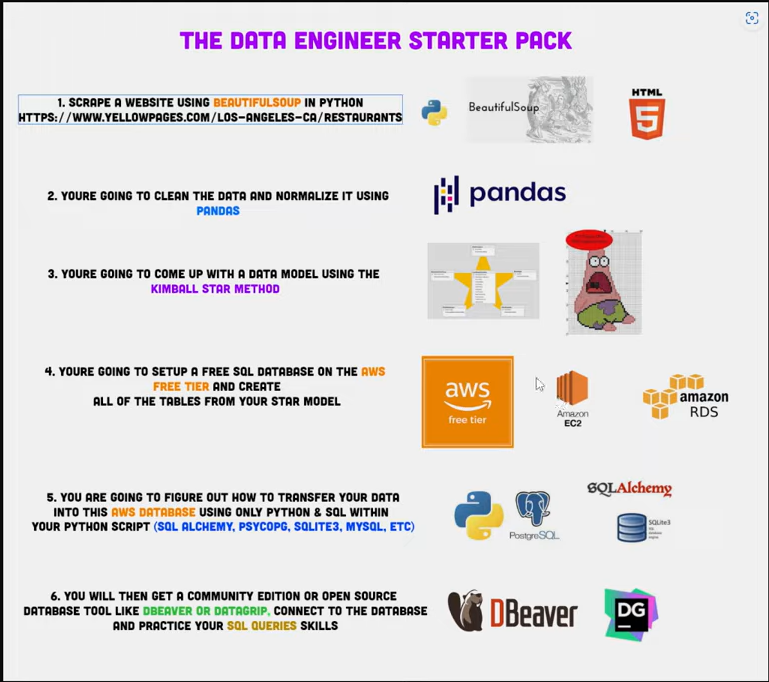 THE DATA ENGINEER STARTER PACK
1. SCRAPE A WEBSITE USING BEAUTIFULSOUP IN PYTHON
HTTPS://WWW.YELLOWPAGES.COM/LOS-ANGELES-CA/RESTAURANTS
BeautifulSoup
HTML
5
2. YOURE GOING TO CLEAN THE DATA AND NORMALIZE IT USING
PANDAS
pandas
3. YOURE GOING TO COME UP WITH A DATA MODEL USING THE
KIMBALL STAR METHOD
4. YOURE GOING TO SETUP A FREE SQL DATABASE ON THE AWS
FREE TIER AND CREATE
ALL OF THE TABLES FROM YOUR STAR MODEL
aws
free tier
Amazon
EC2
amazon
RDS
5. YOU ARE GOING TO FIGURE OUT HOW TO TRANSFER YOUR DATA
INTO THIS AWS DATABASE USING ONLY PYTHON & SQL WITHIN
YOUR PYTHON SCRIPT (SQL ALCHEMY, PSYCOPG, SQLITE3, MYSQL, ETC)
PostgreSQL
SQLAlchemy
SQLite3
6. YOU WILL THEN GET A COMMUNITY EDITION OR OPEN SOURCE
DATABASE TOOL LIKE DBEAVER OR DATAGRIP, CONNECT TO THE DATABASE
AND PRACTICE YOUR SQL QUERIES SKILLS
DBeaver
DG